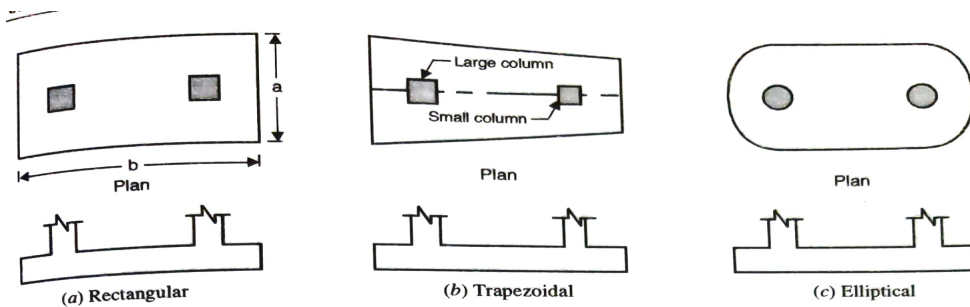 a
b
Plan
(a) Rectangular
Large column
Small column
Plan
(b) Trapezoidal
Plan
(c) Elliptical